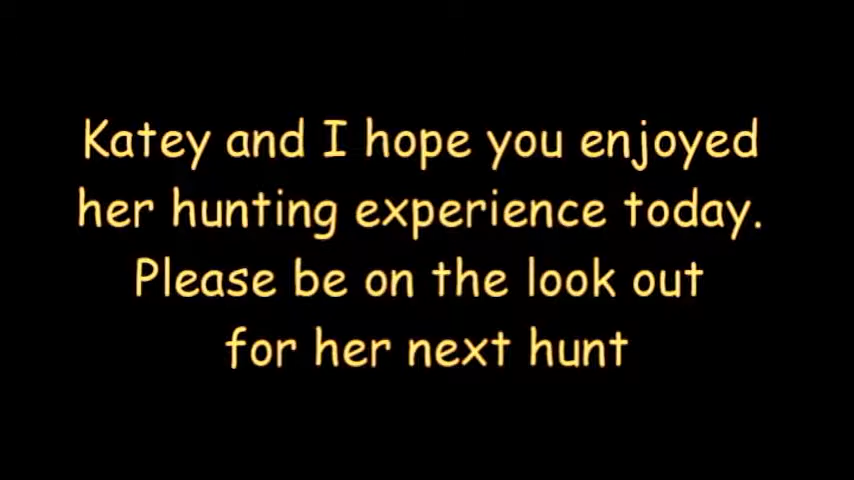 Katey and I hope you enjoyed
her hunting experience today.
Please be on the look out
for her next hunt